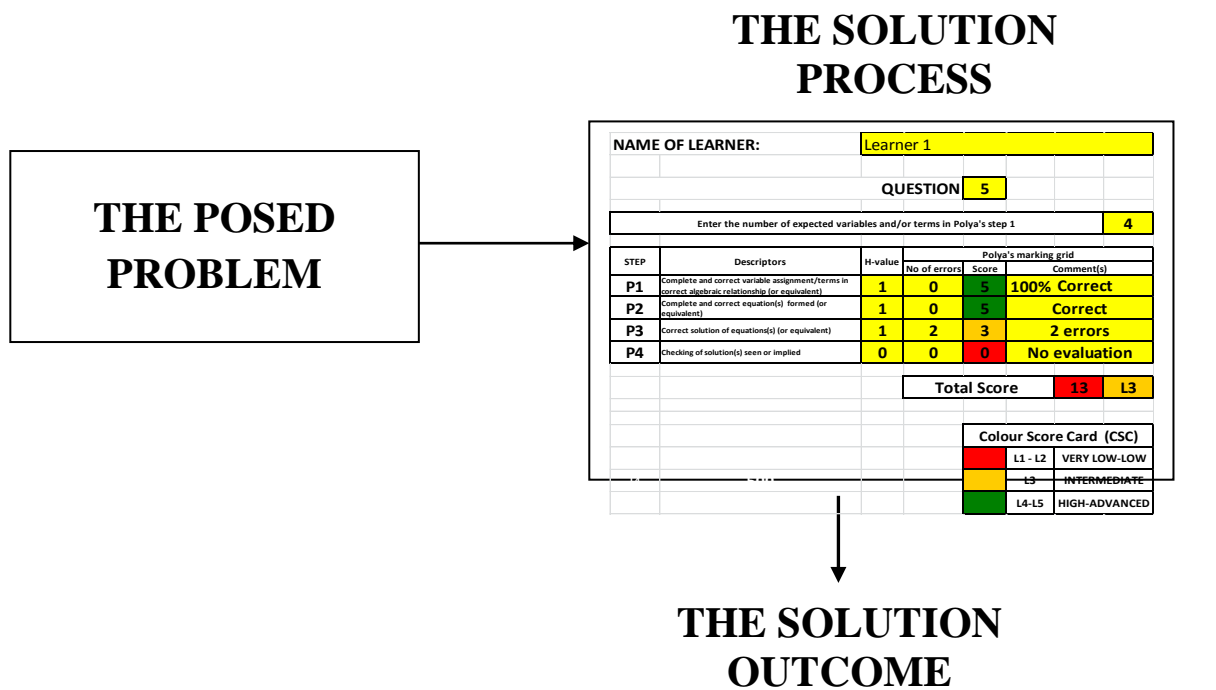 THE SOLUTION
PROCESS
THE POSED
PROBLEM
NAME OF LEARNER: Learner 1
QUESTION 5
Enter the number of expected variables and/or terms in Polya's step 1 4
STEP Descriptors H-value Polya's marking grid
No of errors Score Comment(s)
P1 Complete and correct variable assignment/terms in
correct algebraic relationship (or equivalent) 1 0 5 100% Correct
P2 Complete and correct equation(s) formed (or
equivalent) 1 0 5 Correct
P3 Correct solution of equations(s) (or equivalent) 1 2 3 2 errors
P4 Checking of solution(s) seen or implied 0 0 0 No evaluation
Total Score 13 L3
Colour Score Card (CSC)
L1 - L2 VERY LOW-LOW
L3 INTERMEDIATE
L4-L5 HIGH-ADVANCED
THE SOLUTION
OUTCOME